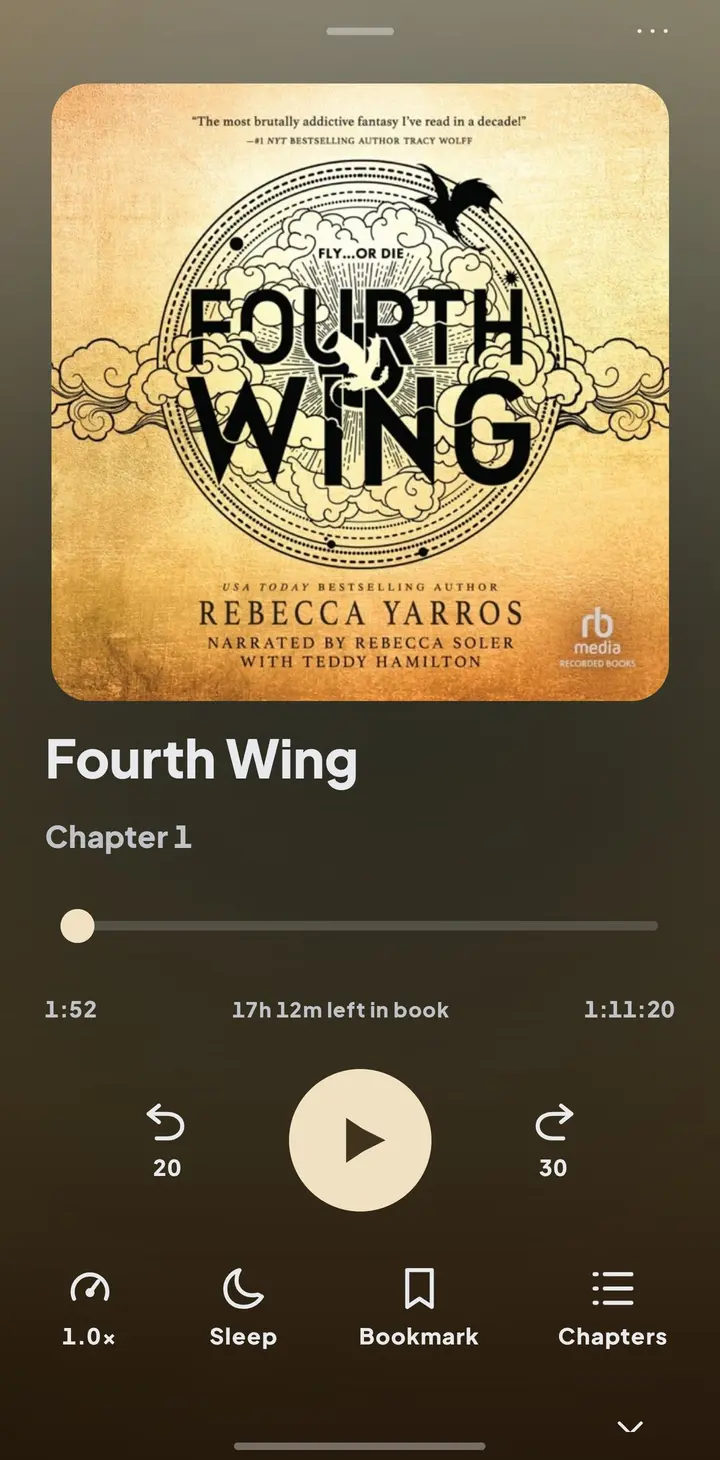 “The most brutally addictive fantasy I’ve read in a decade!”
—#1 NYT BESTSELLING AUTHOR TRACY WOLFF
FLY...OR DIE
FOURTH
WING
USA TODAY BESTSELLING AUTHOR
REBECCA YARROS
NARRATED BY REBECCA SOLER
WITH TEDDY HAMILTON
rb
media
RECORDED BOOKS
Fourth Wing
Chapter 1
1:52 17h 12m left in book 1:11:20
20 30
1.0× Sleep Bookmark Chapters